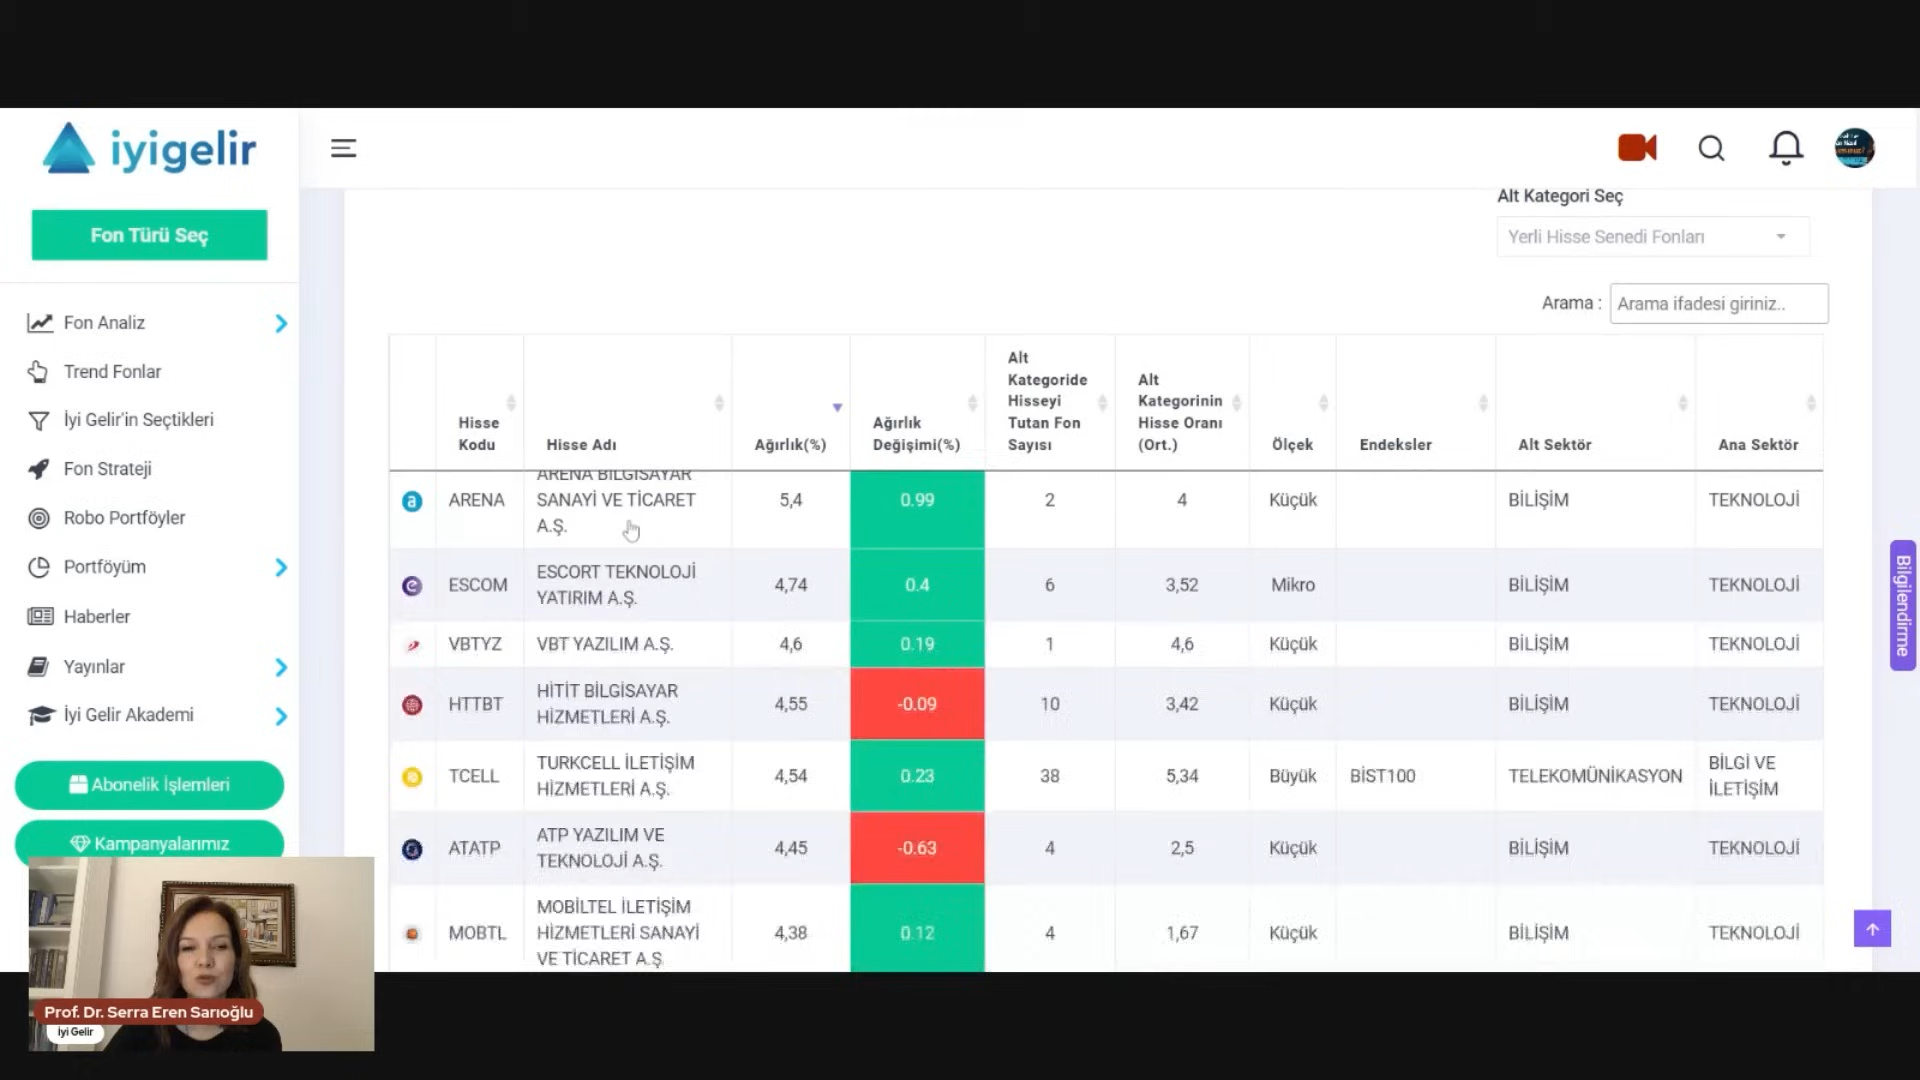 iyigelir
Fon Türü Seç
Fon Analiz
Trend Fonlar
İyi Gelir'in Seçtikleri
Fon Strateji
Robo Portföyler
Portföyüm
Haberler
Yayınlar
İyi Gelir Akademi
Abonelik İşlemleri
Kampanyalarımız
Prof. Dr. Serra Eren Sarıoğlu
İyi Gelir
Alt Kategori Seç
Yerli Hisse Senedi Fonları
Arama : Arama ifadesi giriniz..
Hisse Kodu
Hisse Adı
Ağırlık(%)
Ağırlık Değişimi(%)
Alt Kategoride Hisseyi Tutan Fon Sayısı
Alt Kategorinin Hisse Oranı (Ort.)
Ölçek
Endeksler
Alt Sektör
Ana Sektör
ARENA ARENA BİLGİSAYAR SANAYİ VE TİCARET A.Ş. 5,4 0.99 2 4 Küçük BİLİŞİM TEKNOLOJİ
ESCOM ESCORT TEKNOLOJİ YATIRIM A.Ş. 4,74 0.4 6 3,52 Mikro BİLİŞİM TEKNOLOJİ
VBTYZ VBT YAZILIM A.Ş. 4,6 0.19 1 4,6 Küçük BİLİŞİM TEKNOLOJİ
HTTBT HİTİT BİLGİSAYAR HİZMETLERİ A.Ş. 4,55 -0.09 10 3,42 Küçük BİLİŞİM TEKNOLOJİ
TCELL TURKCELL İLETİŞİM HİZMETLERİ A.Ş. 4,54 0.23 38 5,34 Büyük BİST100 TELEKOMÜNİKASYON BİLGİ VE İLETİŞİM
ATATP ATP YAZILIM VE TEKNOLOJİ A.Ş. 4,45 -0.63 4 2,5 Küçük BİLİŞİM TEKNOLOJİ
MOBTL MOBİLTEL İLETİŞİM HİZMETLERİ SANAYİ VE TİCARET A.Ş. 4,38 0.12 4 1,67 Küçük BİLİŞİM TEKNOLOJİ
Bilgilendirme